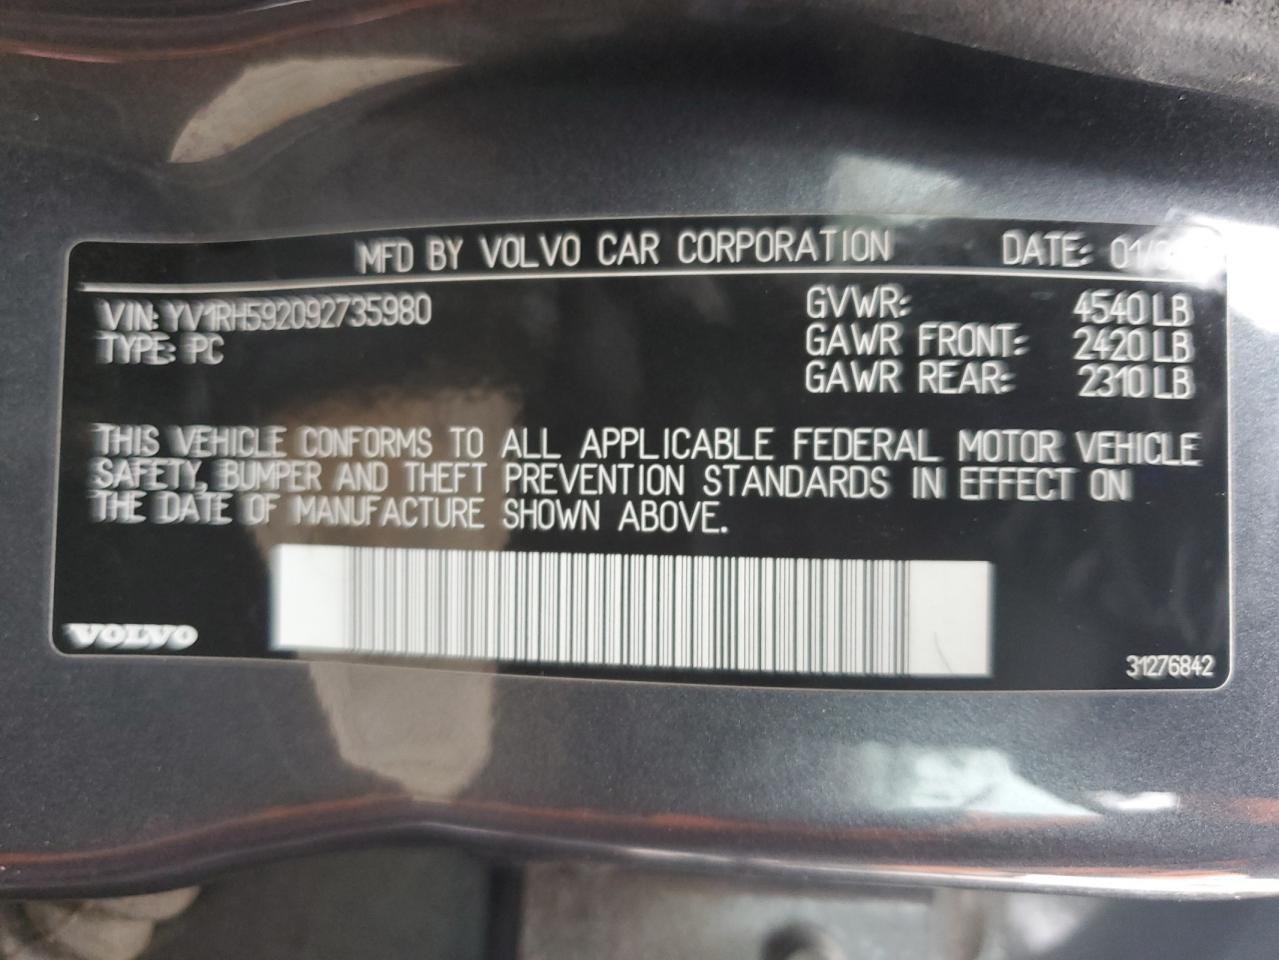 MFD BY VOLVO CAR CORPORATION DATE:
VIN: YV1RH592092735980 GVWR: 4540 LB
TYPE: PC GAWR FRONT: 2420 LB
GAWR REAR: 2310 LB
THIS VEHICLE CONFORMS TO ALL APPLICABLE FEDERAL MOTOR VEHICLE
SAFETY, BUMPER AND THEFT PREVENTION STANDARDS IN EFFECT ON
THE DATE OF MANUFACTURE SHOWN ABOVE.
VOLVO
31276842